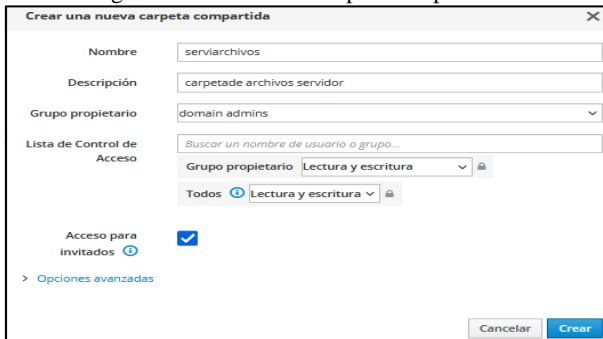 Crear una nueva carpeta compartida
Nombre serviarchivos
Descripción carpetade archivos servidor
Grupo propietario domain admins
Lista de Control de Acceso Buscar un nombre de usuario o grupo...
Grupo propietario Lectura y escritura
Todos Lectura y escritura
Acceso para invitados
> Opciones avanzadas
Cancelar Crear